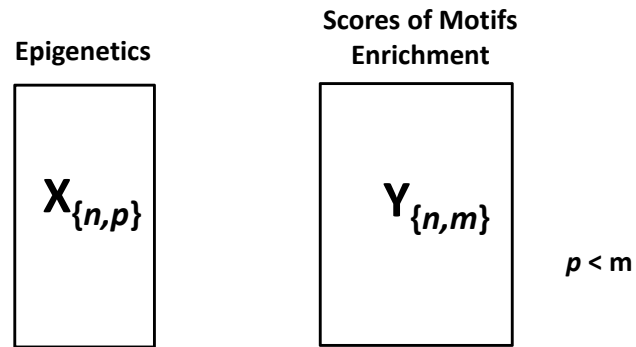 Epigenetics
Scores of Motifs
Enrichment
X{n,p}
Y{n,m}
p < m